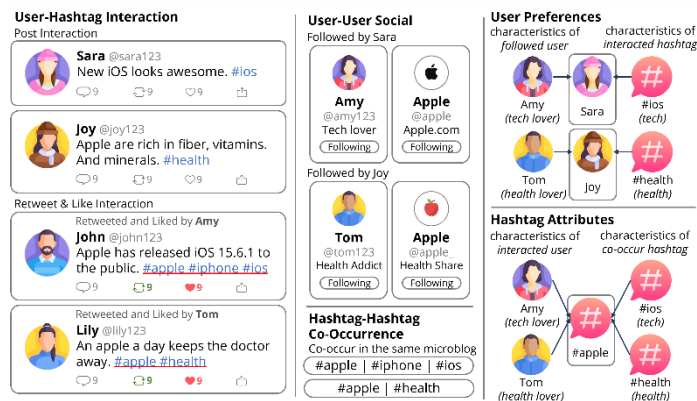 User-Hashtag Interaction
Post Interaction
Sara @sara123
New iOS looks awesome. #ios
9 9 9
Joy @joy123
Apple are rich in fiber, vitamins.
And minerals. #health
9 9 9
Retweet & Like Interaction
Retweeted and Liked by Amy
John @john123
Apple has released iOS 15.6.1 to
the public. #apple #iphone #ios
9 9 9
Retweeted and Liked by Tom
Lily @lily123
An apple a day keeps the doctor
away. #apple #health
9 9 9
User-User Social
Followed by Sara
Amy
@amy123
Tech lover
Following
Apple
@apple
Apple.com
Following
Followed by Joy
Tom
@tom123
Health Addict
Following
Apple
@apple_
Health Share
Following
Hashtag-Hashtag
Co-Occurrence
Co-occur in the same microblog
#apple | #iphone | #ios
#apple | #health
User Preferences
characteristics of
followed user
characteristics of
interacted hashtag
Amy
(tech lover)
Sara
#
#ios
(tech)
Tom
(health lover)
Joy
#
#health
(health)
Hashtag Attributes
characteristics of
interacted user
characteristics of
co-occur hashtag
Amy
(tech lover)
#
#ios
(tech)
#
#apple
Tom
(health lover)
#
#health
(health)